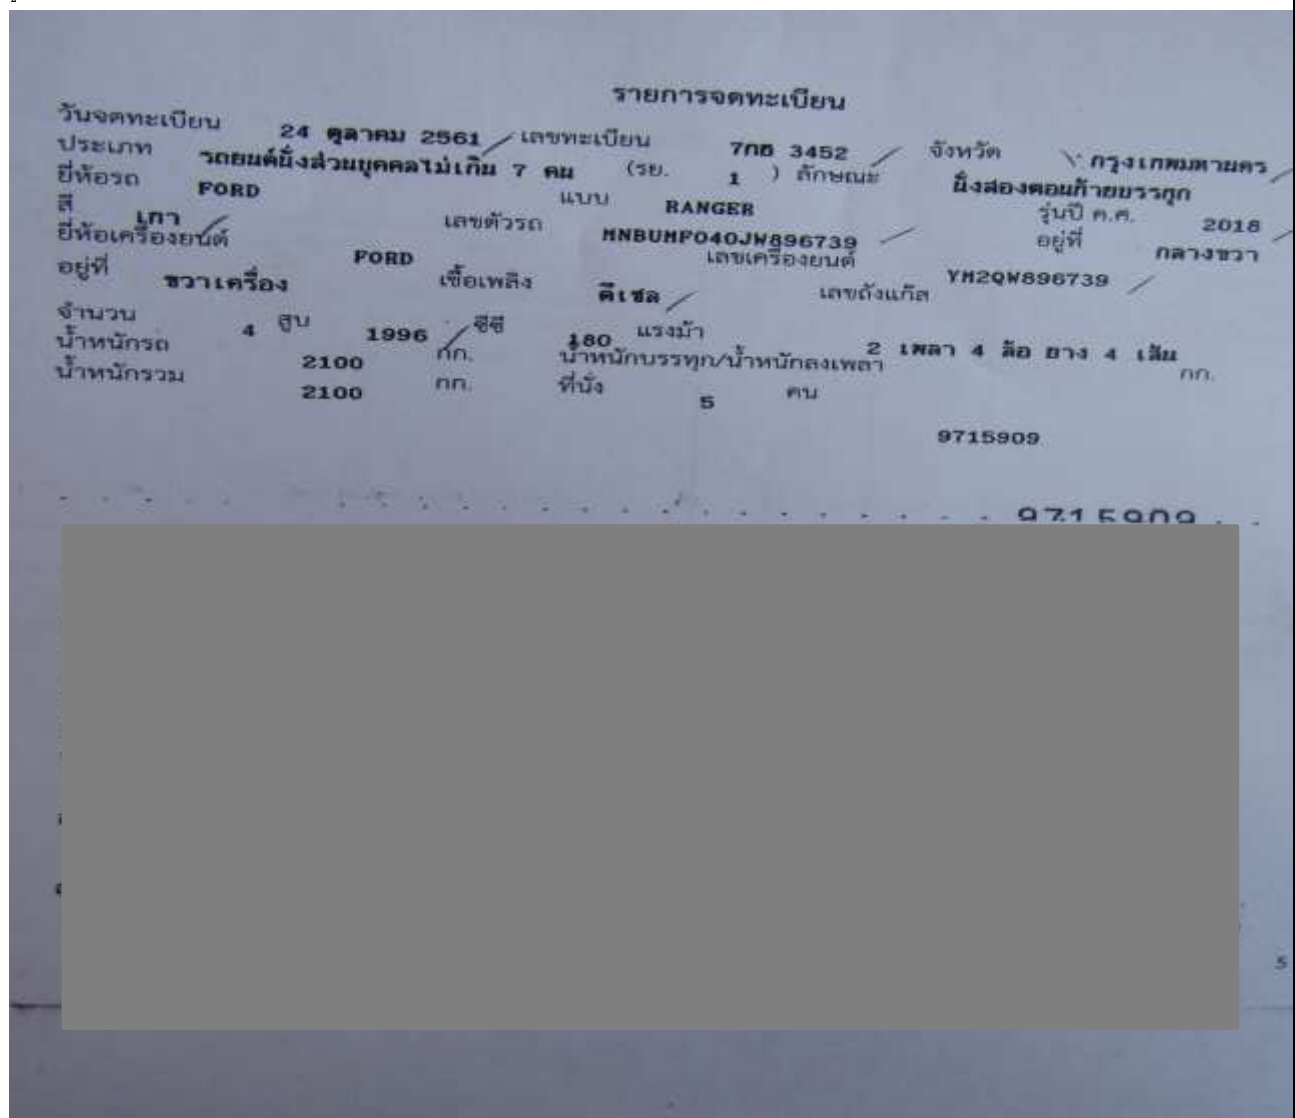 รายการจดทะเบียน
วันจดทะเบียน 24 ตุลาคม 2561 เลขทะเบียน 7กธ 3452 จังหวัด กรุงเทพมหานคร
ประเภท รถยนต์นั่งส่วนบุคคลไม่เกิน 7 คน (รย. 1 ) ลักษณะ นั่งสองตอนท้ายบรรทุก
ยี่ห้อรถ FORD แบบ RANGER รุ่นปี ค.ศ. 2018
สี เทา เลขตัวรถ MNBUMFO40JW896739 อยู่ที่ กลางขวา
ยี่ห้อเครื่องยนต์ FORD เลขเครื่องยนต์ YM2QW896739
อยู่ที่ ขวาเครื่อง เชื้อเพลิง ดีเซล เลขถังแก๊ส
จำนวน 4 สูบ 1996 ซีซี 180 แรงม้า 2 เพลา 4 ล้อ ยาง 4 เส้น
น้ำหนักรถ 2100 กก. น้ำหนักบรรทุก/น้ำหนักลงเพลา กก.
น้ำหนักรวม 2100 กก. ที่นั่ง 5 คน
9715909
9715909
5